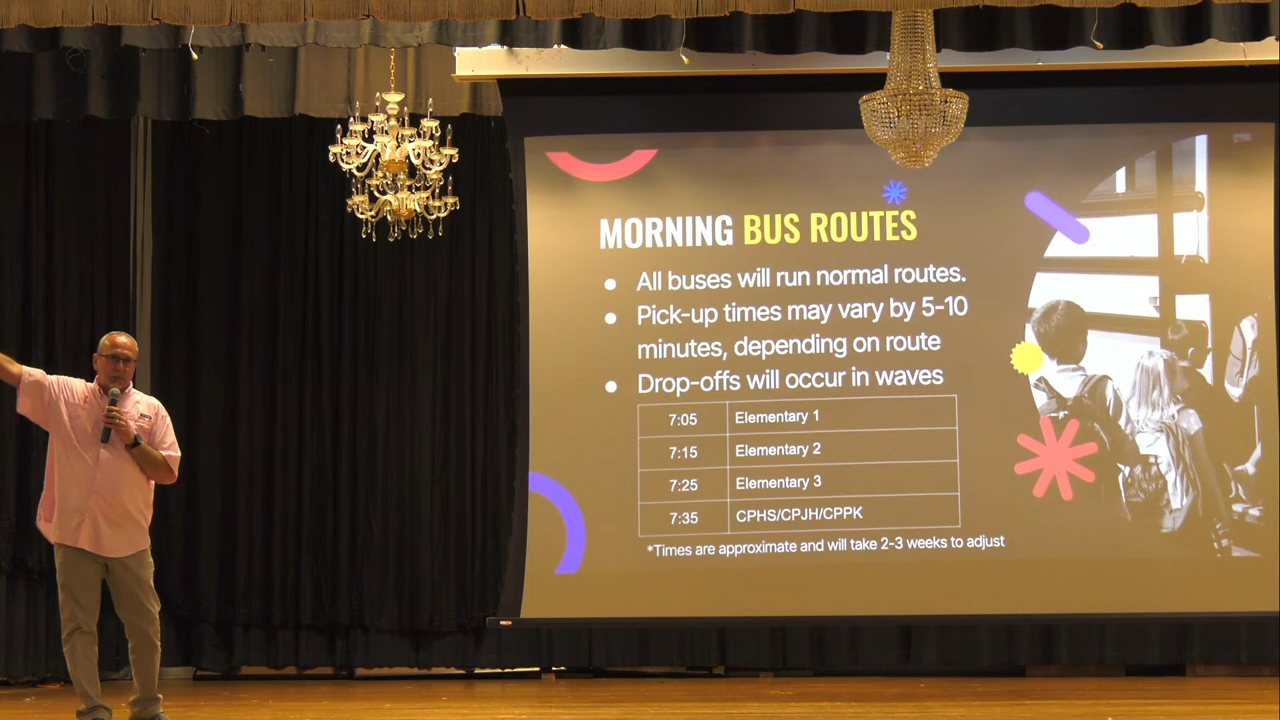 MORNING BUS ROUTES
All buses will run normal routes.
Pick-up times may vary by 5-10
minutes, depending on route
Drop-offs will occur in waves
7:05 Elementary 1
7:15 Elementary 2
7:25 Elementary 3
7:35 CPHS/CPJH/CPPK
*Times are approximate and will take 2-3 weeks to adjust